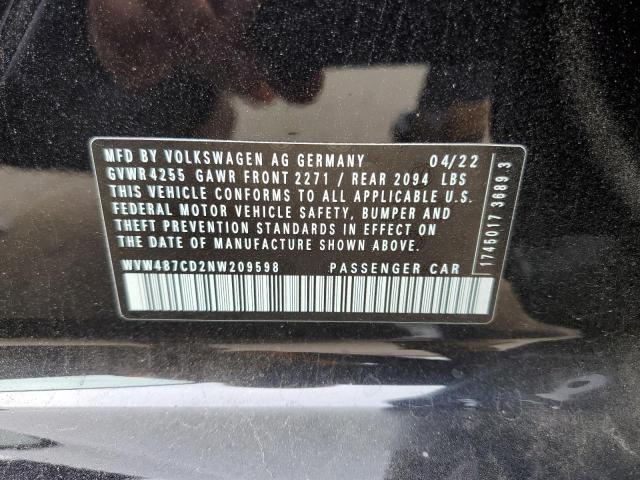 MFD BY VOLKSWAGEN AG GERMANY 04/22
GVWR 4255 GAWR FRONT 2271 / REAR 2094 LBS
THIS VEHICLE CONFORMS TO ALL APPLICABLE U.S.
FEDERAL MOTOR VEHICLE SAFETY, BUMPER AND
THEFT PREVENTION STANDARDS IN EFFECT ON
THE DATE OF MANUFACTURE SHOWN ABOVE.
WVW487CD2NW209598 PASSENGER CAR
1745017 3689.3